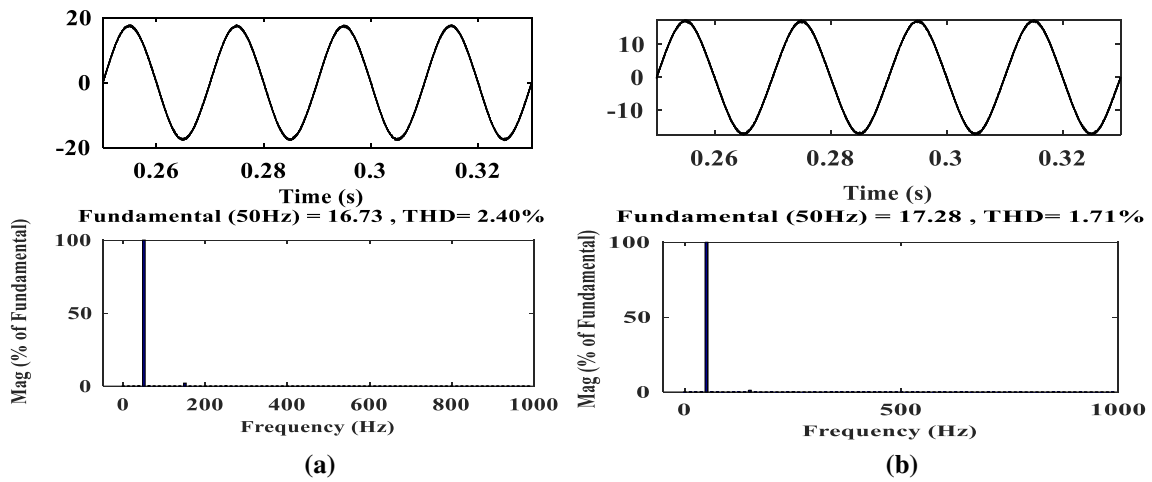 20
0
-20
0.26 0.28 0.3 0.32
Time (s)
Fundamental (50Hz) = 16.73 , THD= 2.40%
Mag (% of Fundamental)
100
50
0
0 200 400 600 800 1000
Frequency (Hz)
(a)
10
0
-10
0.26 0.28 0.3 0.32
Time (s)
Fundamental (50Hz) = 17.28 , THD= 1.71%
Mag (% of Fundamental)
100
50
0
0 500 1000
Frequency (Hz)
(b)